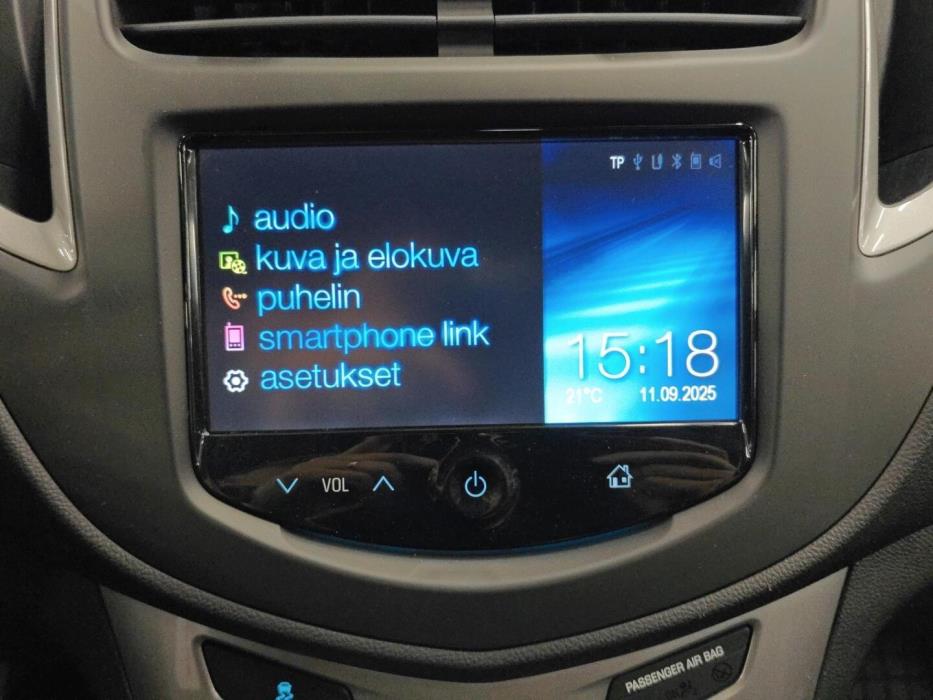 TP
audio
kuva ja elokuva
puhelin
smartphone link
asetukset
15:18
21°C 11.09.2025
VOL
PASSENGER AIR BAG